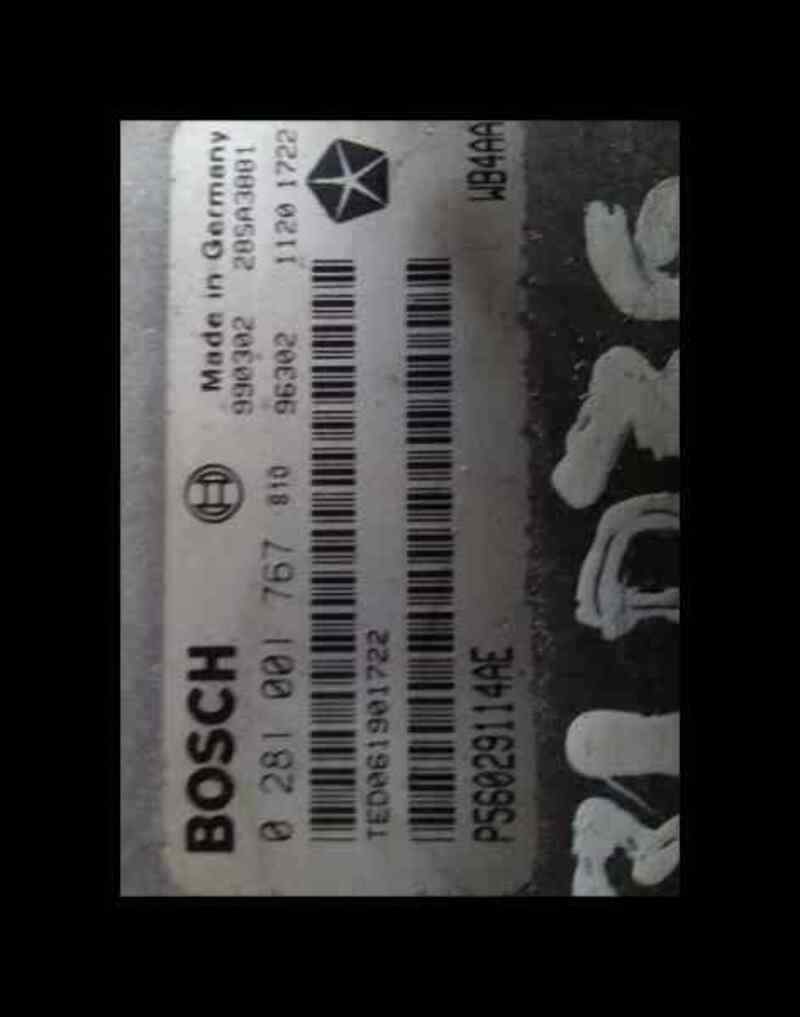 BOSCH Made in Germany
990302 28SA3881
0 281 001 767 810 96302 1120 1722
TED061901722
P56029114AE WB4AA